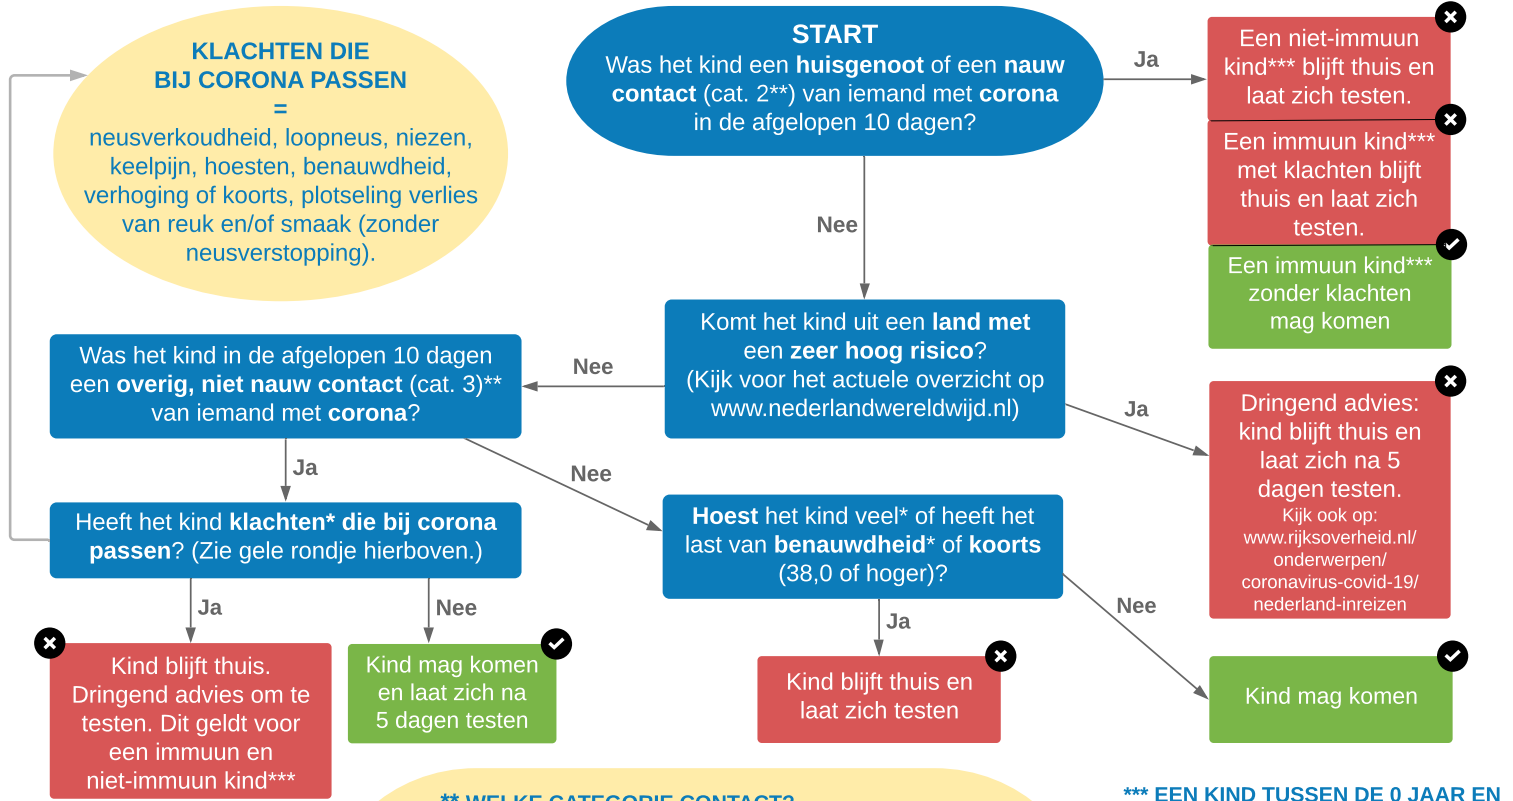 KLACHTEN DIE
BIJ CORONA PASSEN
=
neusverkoudheid, loopneus, niezen,
keelpijn, hoesten, benauwdheid,
verhoging of koorts, plotseling verlies
van reuk en/of smaak (zonder
neusverstopping).
START
Was het kind een huisgenoot of een nauw
contact (cat. 2**) van iemand met corona
in de afgelopen 10 dagen?
Ja
Een niet-immuun
kind*** blijft thuis en
laat zich testen.
Een immuun kind***
met klachten blijft
thuis en laat zich
testen.
Een immuun kind***
zonder klachten
mag komen
Nee
Komt het kind uit een land met
een zeer hoog risico?
(Kijk voor het actuele overzicht op
www.nederlandwereldwijd.nl)
Ja
Dringend advies:
kind blijft thuis en
laat zich na 5
dagen testen.
Kijk ook op:
www.rijksoverheid.nl/
onderwerpen/
coronavirus-covid-19/
nederland-inreizen
Nee
Was het kind in de afgelopen 10 dagen
een overig, niet nauw contact (cat. 3)**
van iemand met corona?
Ja
Nee
Heeft het kind klachten* die bij corona
passen? (Zie gele rondje hierboven.)
Ja
Nee
Kind blijft thuis.
Dringend advies om te
testen. Dit geldt voor
een immuun en
niet-immuun kind***
Kind mag komen
en laat zich na
5 dagen testen
Hoest het kind veel* of heeft het
last van benauwdheid* of koorts
(38,0 of hoger)?
Ja
Nee
Kind blijft thuis en
laat zich testen
Kind mag komen
** WELKE CATEGORIE CONTACT?
*** EEN KIND TUSSEN DE 0 JAAR EN